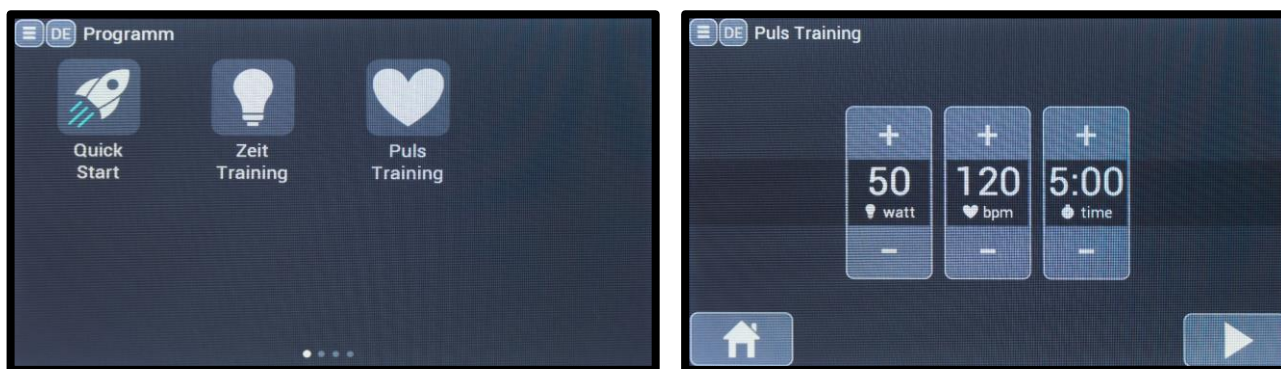 DE Programm
Quick
Start
Zeit
Training
Puls
Training
DE Puls Training
+ + +
50 120 5:00
watt bpm time
- - -